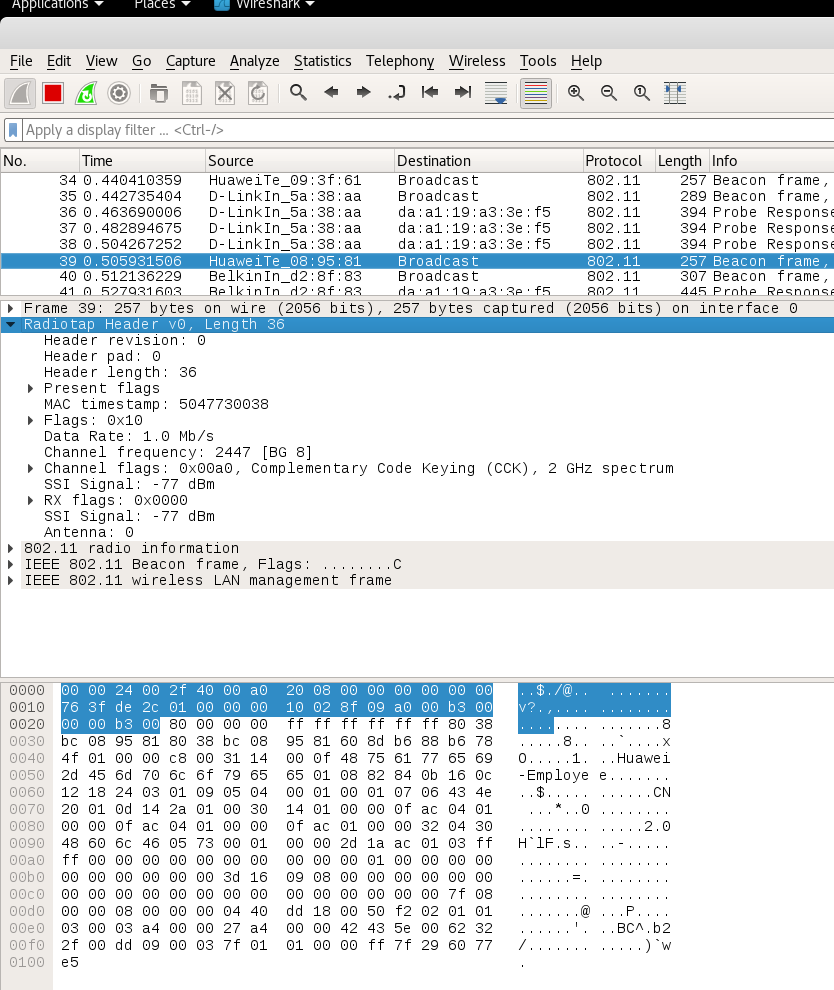 Applications Places Wireshark
File Edit View Go Capture Analyze Statistics Telephony Wireless Tools Help
Apply a display filter ... <Ctrl-/>
No. Time Source Destination Protocol Length Info
34 0.440410359 HuaweiTe_09:3f:61 Broadcast 802.11 257 Beacon frame,
35 0.442735404 D-LinkIn_5a:38:aa Broadcast 802.11 289 Beacon frame,
36 0.463690006 D-LinkIn_5a:38:aa da:a1:19:a3:3e:f5 802.11 394 Probe Response
37 0.482894675 D-LinkIn_5a:38:aa da:a1:19:a3:3e:f5 802.11 394 Probe Response
38 0.504267252 D-LinkIn_5a:38:aa da:a1:19:a3:3e:f5 802.11 394 Probe Response
39 0.505931506 HuaweiTe_08:95:81 Broadcast 802.11 257 Beacon frame,
40 0.512136229 BelkinIn_d2:8f:83 Broadcast 802.11 307 Beacon frame,
41 0.527931603 BelkinIn_d2:8f:83 da:a1:19:a3:3e:f5 802.11 445 Probe Response
Frame 39: 257 bytes on wire (2056 bits), 257 bytes captured (2056 bits) on interface 0
Radiotap Header v0, Length 36
Header revision: 0
Header pad: 0
Header length: 36
Present flags
MAC timestamp: 5047730038
Flags: 0x10
Data Rate: 1.0 Mb/s
Channel frequency: 2447 [BG 8]
Channel flags: 0x00a0, Complementary Code Keying (CCK), 2 GHz spectrum
SSI Signal: -77 dBm
RX flags: 0x0000
SSI Signal: -77 dBm
Antenna: 0
802.11 radio information
IEEE 802.11 Beacon frame, Flags: ........C
IEEE 802.11 wireless LAN management frame
0000 00 00 24 00 2f 40 00 a0 20 08 00 00 00 00 00 00 ..$./@.. .......
0010 76 3f de 2c 01 00 00 00 10 02 8f 09 a0 00 b3 00 v?.,.... ........
0020 00 00 b3 00 80 00 00 00 ff ff ff ff ff ff 80 38 ........ .......8
0030 bc 08 95 81 80 38 bc 08 95 81 60 8d b6 88 b6 78 .....8.. ..`....x
0040 4f 01 00 00 c8 00 31 14 00 0f 48 75 61 77 65 69 O.....1. ..Huawei
0050 2d 45 6d 70 6c 6f 79 65 65 01 08 82 84 0b 16 0c -Employe e.......
0060 12 18 24 03 01 09 05 04 00 01 00 01 07 06 43 4e ..$..... ......CN
0070 20 01 0d 14 2a 01 00 30 14 01 00 00 0f ac 04 01 ...*..0 ........
0080 00 00 0f ac 04 01 00 00 0f ac 01 00 00 32 04 30 ........ .....2.0
0090 48 60 6c 46 05 73 00 01 00 00 2d 1a ac 01 03 ff H`lF.s.. ..-.....
00a0 ff 00 00 00 00 00 00 00 00 00 00 01 00 00 00 00 ........ ........
00b0 00 00 00 00 00 00 3d 16 09 08 00 00 00 00 00 00 ......=. ........
00c0 00 00 00 00 00 00 00 00 00 00 00 00 00 00 7f 08 ........ ........
00d0 00 00 08 00 00 00 04 40 dd 18 00 50 f2 02 01 01 .......@ ...P....
00e0 03 00 03 a4 00 00 27 a4 00 00 42 43 5e 00 62 32 ......'. ..BC^.b2
00f0 2f 00 dd 09 00 03 7f 01 01 00 00 ff 7f 29 60 77 /....... .....)`w
0100 e5 .